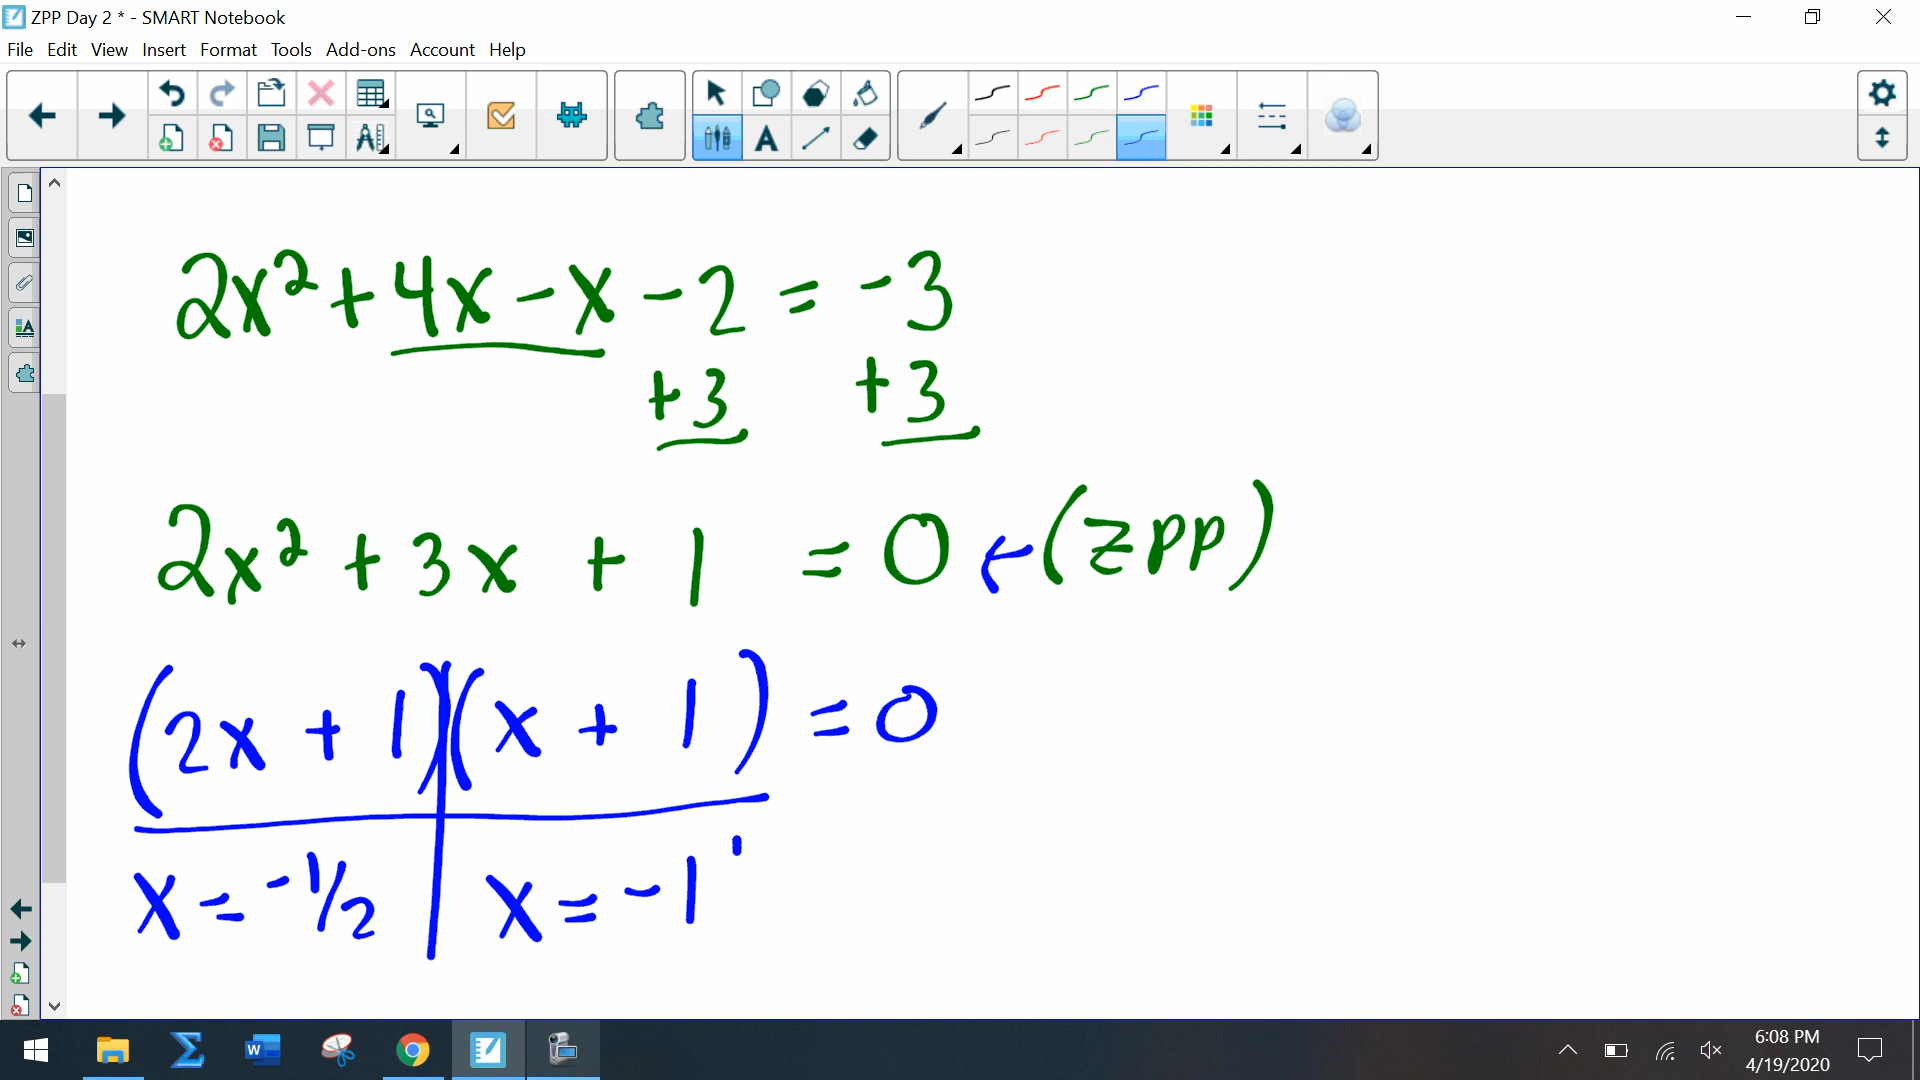 ZPP Day 2 * - SMART Notebook
File Edit View Insert Format Tools Add-ons Account Help
2x² + 4x - x - 2 = -3
+3 +3
2x² + 3x + 1 = 0 ← (ZPP)
(2x + 1)(x + 1) = 0
x = -1/2 x = -1
6:08 PM
4/19/2020